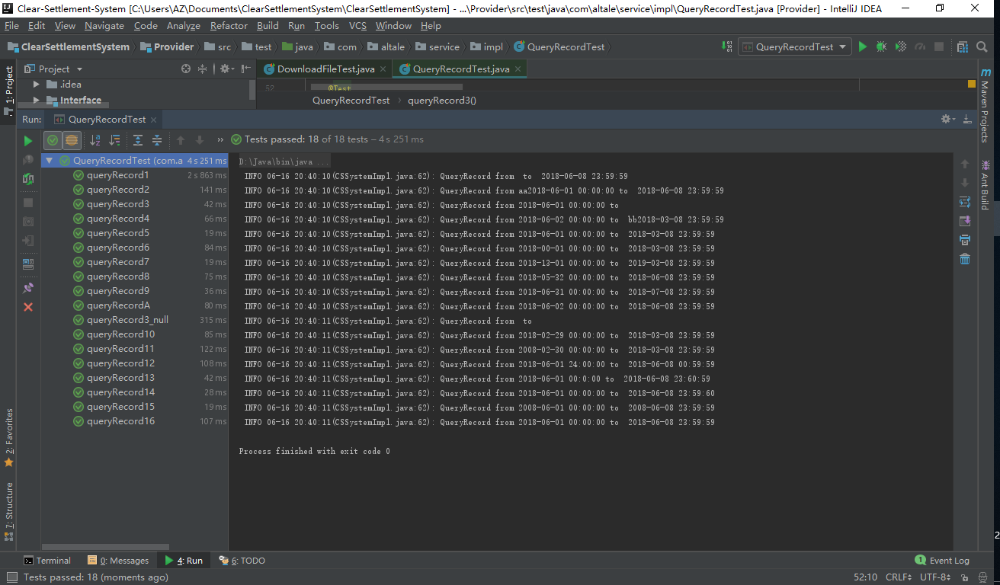 Clear-Settlement-System [C:\Users\AZ\Documents\ClearSettlementSystem\ClearSettlementSystem] - ...\Provider\src\test\java\com\altale\service\impl\QueryRecordTest.java [Provider] - IntelliJ IDEA
File Edit View Navigate Code Analyze Refactor Build Run Tools VCS Window Help
ClearSettlementSystem Provider src test java com altale service impl QueryRecordTest QueryRecordTest
1: Project
Project
DownloadFileTest.java
QueryRecordTest.java
.idea
Interface
52
@Test
QueryRecordTest queryRecord3()
Maven Projects
Ant Build
Run: QueryRecordTest
Tests passed: 18 of 18 tests – 4 s 251 ms
QueryRecordTest (com.a 4 s 251 ms
queryRecord1 2 s 863 ms
queryRecord2 141 ms
queryRecord3 42 ms
queryRecord4 66 ms
queryRecord5 19 ms
queryRecord6 84 ms
queryRecord7 19 ms
queryRecord8 75 ms
queryRecord9 36 ms
queryRecordA 80 ms
queryRecord3_null 315 ms
queryRecord10 85 ms
queryRecord11 122 ms
queryRecord12 108 ms
queryRecord13 42 ms
queryRecord14 28 ms
queryRecord15 19 ms
queryRecord16 107 ms
D:\Java\bin\java ...
INFO 06-16 20:40:10(CSSystemImpl.java:62): QueryRecord from  to  2018-06-08 23:59:59
INFO 06-16 20:40:10(CSSystemImpl.java:62): QueryRecord from aa2018-06-01 00:00:00 to  2018-06-08 23:59:59
INFO 06-16 20:40:10(CSSystemImpl.java:62): QueryRecord from 2018-06-01 00:00:00 to
INFO 06-16 20:40:10(CSSystemImpl.java:62): QueryRecord from 2018-06-02 00:00:00 to  bb2018-03-08 23:59:59
INFO 06-16 20:40:10(CSSystemImpl.java:62): QueryRecord from 2018-06-01 00:00:00 to  2018-03-08 23:59:59
INFO 06-16 20:40:10(CSSystemImpl.java:62): QueryRecord from 2018-00-01 00:00:00 to  2018-03-08 23:59:59
INFO 06-16 20:40:10(CSSystemImpl.java:62): QueryRecord from 2018-13-01 00:00:00 to  2019-03-08 23:59:59
INFO 06-16 20:40:10(CSSystemImpl.java:62): QueryRecord from 2018-05-32 00:00:00 to  2018-06-08 23:59:59
INFO 06-16 20:40:10(CSSystemImpl.java:62): QueryRecord from 2018-06-31 00:00:00 to  2018-07-08 23:59:59
INFO 06-16 20:40:10(CSSystemImpl.java:62): QueryRecord from 2018-06-02 00:00:00 to  2018-06-08 23:59:59
INFO 06-16 20:40:11(CSSystemImpl.java:62): QueryRecord from  to
INFO 06-16 20:40:11(CSSystemImpl.java:62): QueryRecord from 2018-02-29 00:00:00 to  2018-03-08 23:59:59
INFO 06-16 20:40:11(CSSystemImpl.java:62): QueryRecord from 2008-02-30 00:00:00 to  2018-03-08 23:59:59
INFO 06-16 20:40:11(CSSystemImpl.java:62): QueryRecord from 2018-06-01 24:00:00 to  2018-06-08 00:59:59
INFO 06-16 20:40:11(CSSystemImpl.java:62): QueryRecord from 2018-06-01 00:0:00 to  2018-06-08 23:60:59
INFO 06-16 20:40:11(CSSystemImpl.java:62): QueryRecord from 2018-06-01 00:00:00 to  2018-06-08 23:59:60
INFO 06-16 20:40:11(CSSystemImpl.java:62): QueryRecord from 2008-06-01 00:00:00 to  2008-06-08 23:59:59
INFO 06-16 20:40:11(CSSystemImpl.java:62): QueryRecord from 2018-06-01 00:00:00 to  2018-06-08 23:59:59
Process finished with exit code 0
2: Favorites
7: Structure
2
Terminal 0: Messages 4: Run 6: TODO 1 Event Log
Tests passed: 18 (moments ago) 52:10 CRLF UTF-8